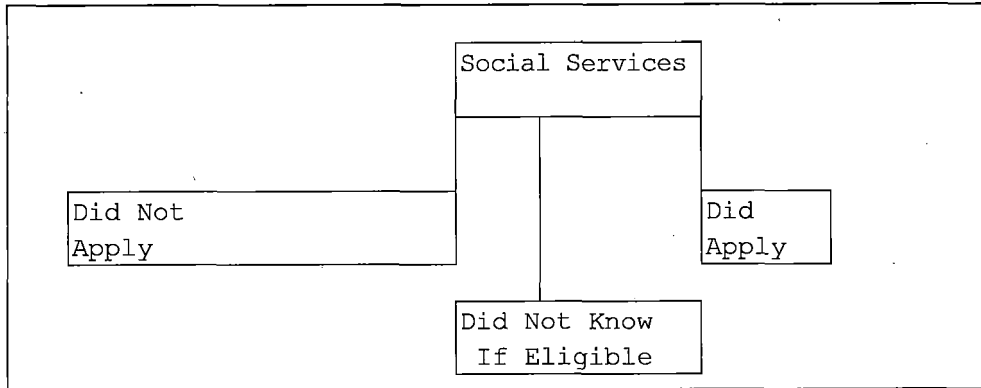 Social Services
Did Not
Apply
Did
Apply
Did Not Know
If Eligible